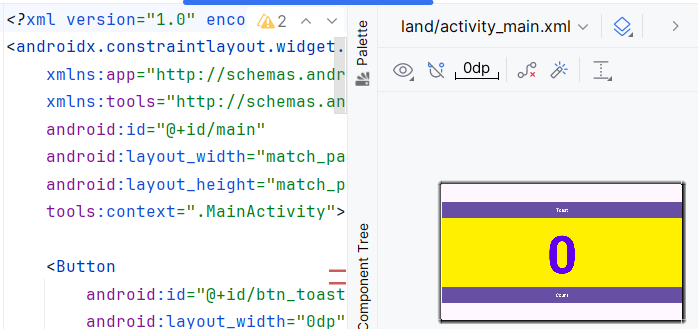 <?xml version="1.0" enco
2
<androidx.constraintlayout.widget.
xmlns:app="http://schemas.andr
xmlns:tools="http://schemas.an
android:id="@+id/main"
android:layout_width="match_pa
android:layout_height="match_p
tools:context=".MainActivity">
<Button
android:id="@+id/btn_toast
android:layout_width="0dp"
Palette
Component Tree
land/activity_main.xml
0dp
Toast
0
Count